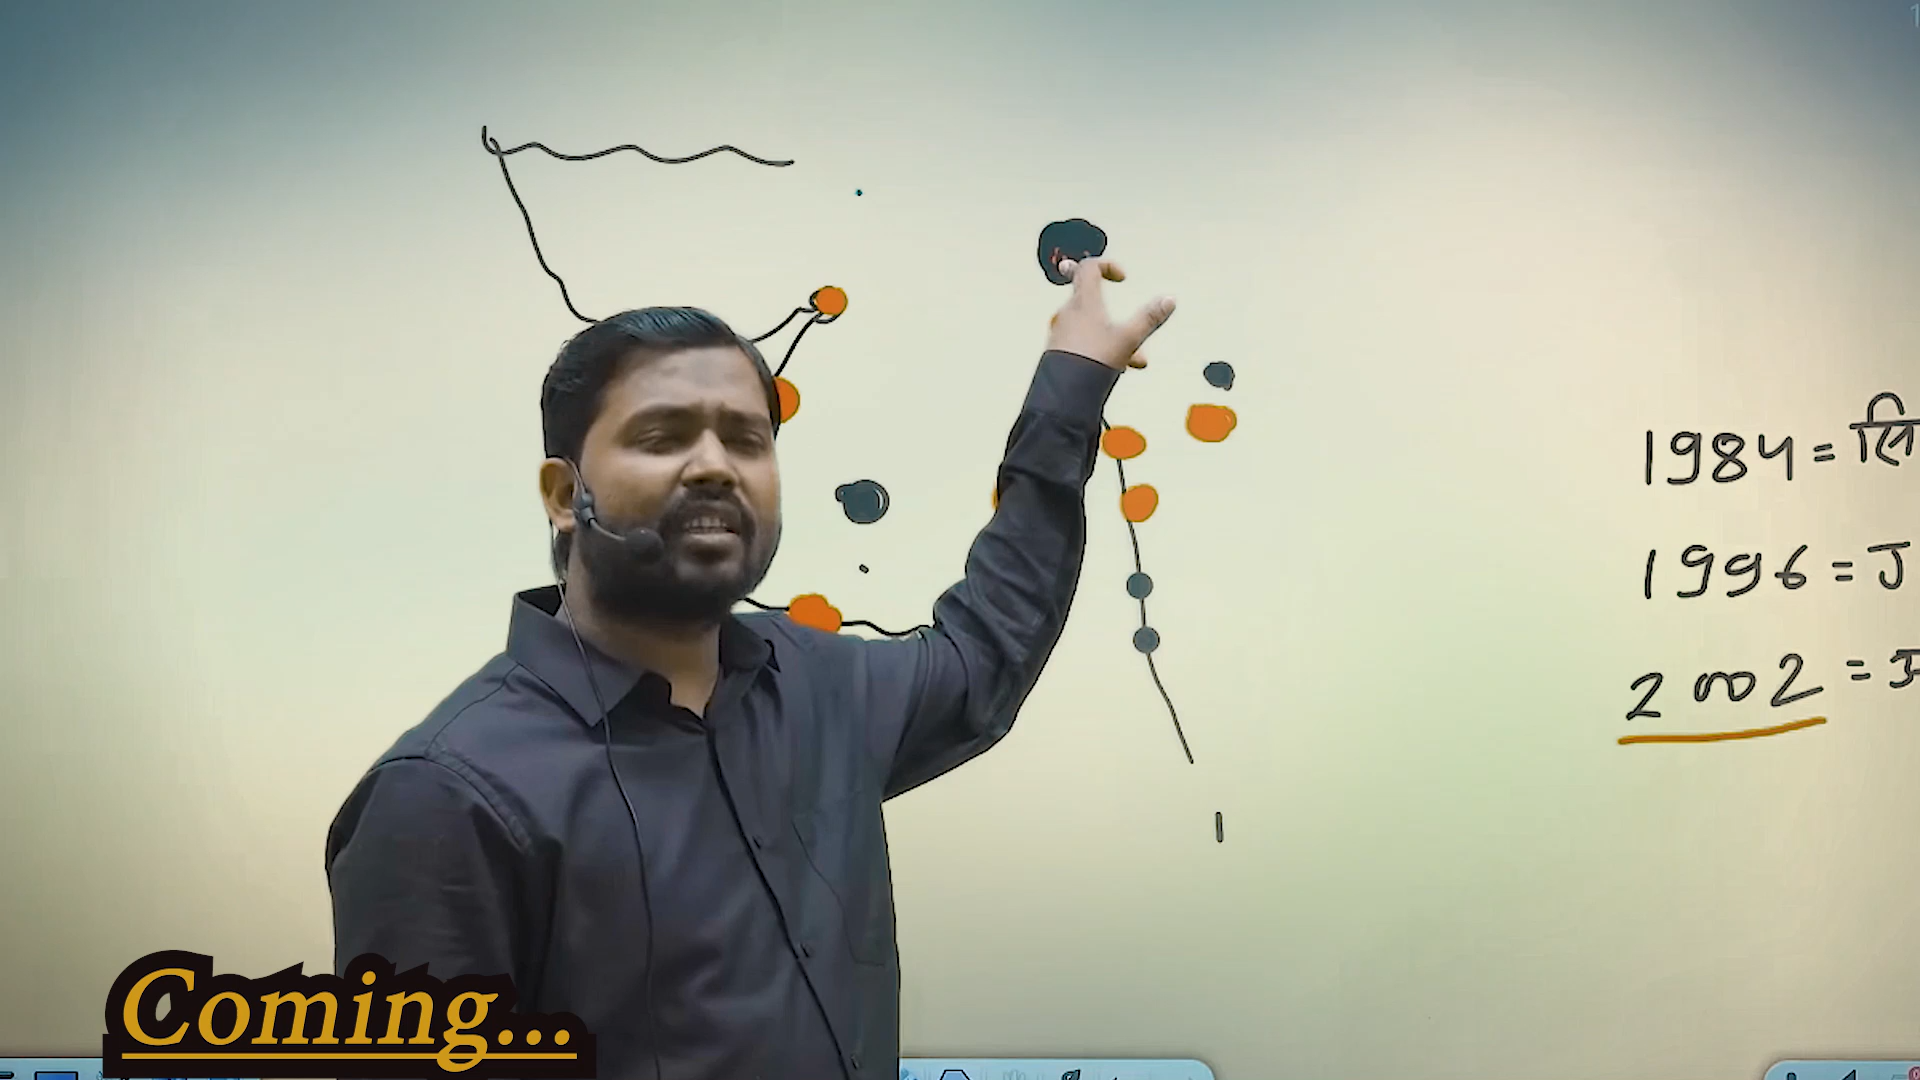 1984 = सि
1996 = J
2002 =
Coming...